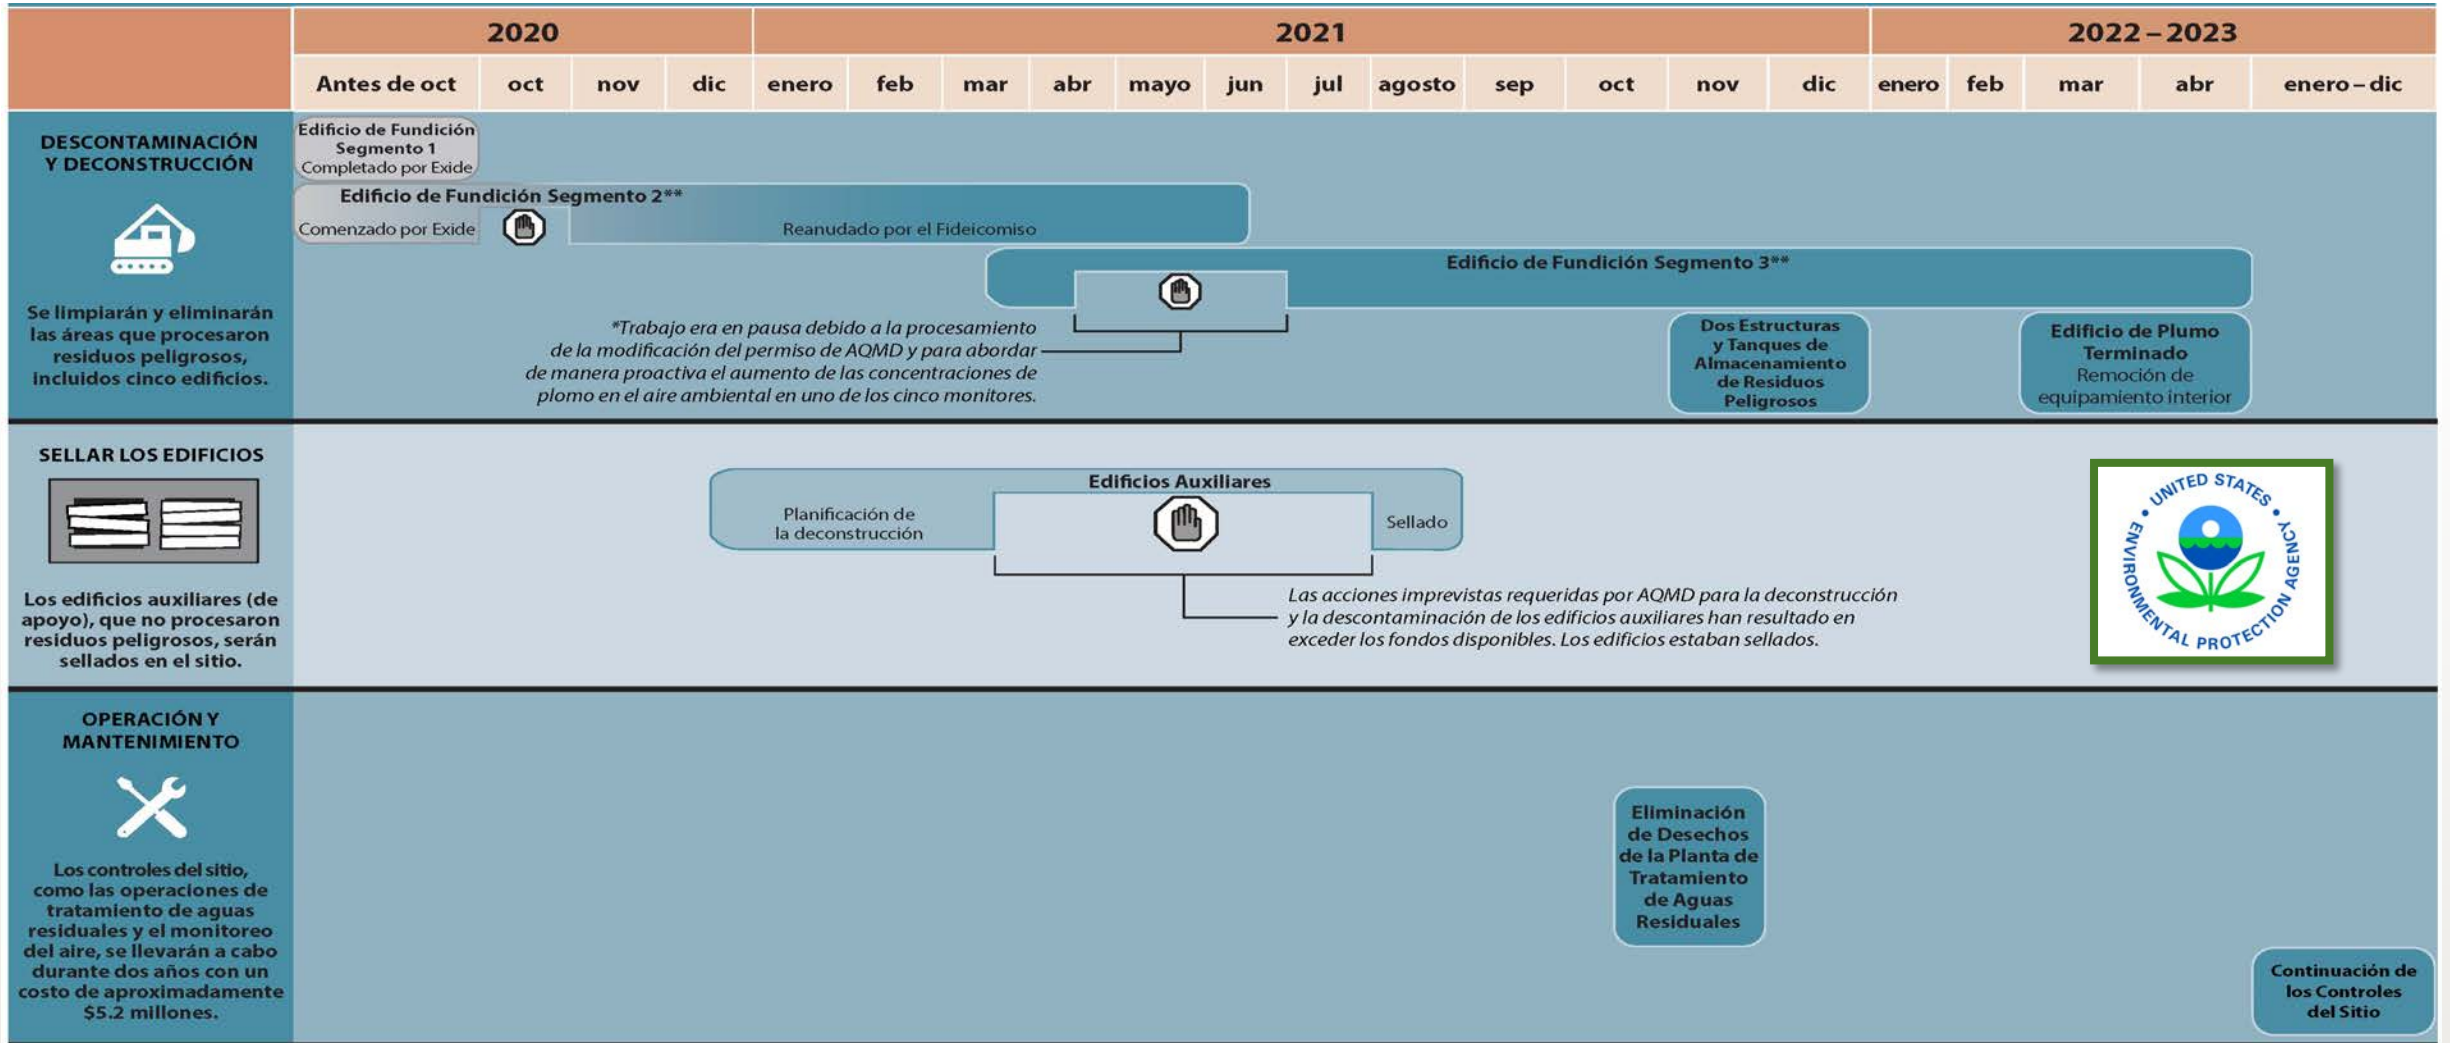 2020
2021
2022–2023
Antes de oct
oct
nov
dic
enero
feb
mar
abr
mayo
jun
jul
agosto
sep
oct
nov
dic
enero
feb
mar
abr
enero–dic
DESCONTAMINACIÓN
Y DECONSTRUCCIÓN
Se limpiarán y eliminarán
las áreas que procesaron
residuos peligrosos,
incluidos cinco edificios.
Edificio de Fundición
Segmento 1
Completado por Exide
Edificio de Fundición Segmento 2**
Comenzado por Exide
Reanudado por el Fideicomiso
Edificio de Fundición Segmento 3**
*Trabajo era en pausa debido a la procesamiento
de la modificación del permiso de AQMD y para abordar
de manera proactiva el aumento de las concentraciones de
plomo en el aire ambiental en uno de los cinco monitores.
Dos Estructuras
y Tanques de
Almacenamiento
de Residuos
Peligrosos
Edificio de Plumo
Terminado
Remoción de
equipamiento interior
SELLAR LOS EDIFICIOS
Los edificios auxiliares (de
apoyo), que no procesaron
residuos peligrosos, serán
sellados en el sitio.
Edificios Auxiliares
Planificación de
la deconstrucción
Sellado
Las acciones imprevistas requeridas por AQMD para la deconstrucción
y la descontaminación de los edificios auxiliares han resultado en
exceder los fondos disponibles. Los edificios estaban sellados.
UNITED STATES
ENVIRONMENTAL PROTECTION AGENCY
OPERACIÓN Y
MANTENIMIENTO
Los controles del sitio,
como las operaciones de
tratamiento de aguas
residuales y el monitoreo
del aire, se llevarán a cabo
durante dos años con un
costo de aproximadamente
$5.2 millones.
Eliminación
de Desechos
de la Planta de
Tratamiento
de Aguas
Residuales
Continuación de
los Controles
del Sitio